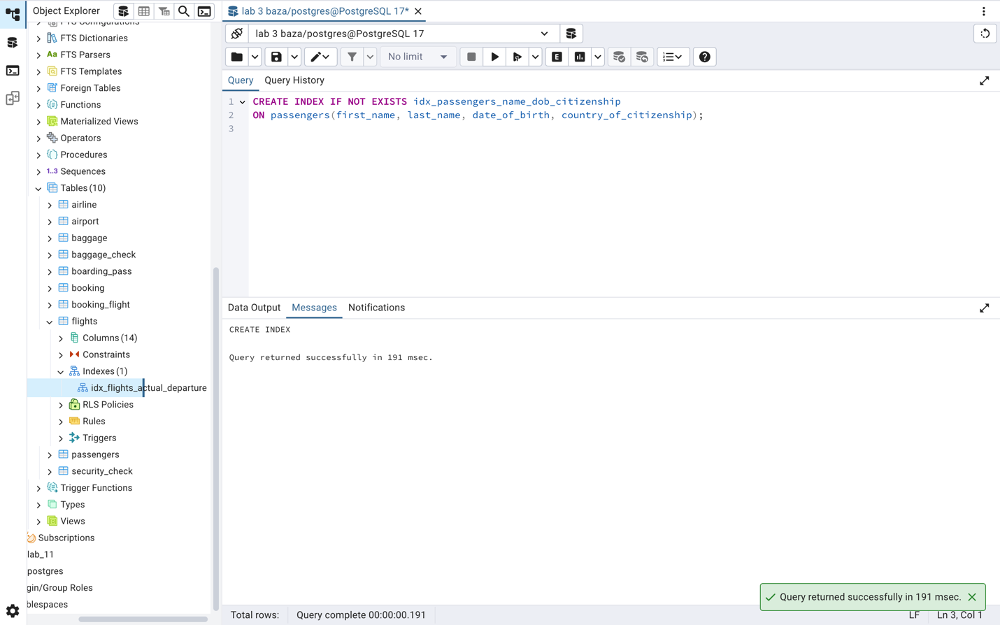 Object Explorer
lab 3 baza/postgres@PostgreSQL 17*
FTS Configurations
FTS Dictionaries
Aa FTS Parsers
FTS Templates
Foreign Tables
Functions
Materialized Views
Operators
Procedures
1..3 Sequences
Tables (10)
airline
airport
baggage
baggage_check
boarding_pass
booking
booking_flight
flights
Columns (14)
Constraints
Indexes (1)
idx_flights_actual_departure
RLS Policies
Rules
Triggers
passengers
security_check
Trigger Functions
Types
Views
Subscriptions
lab_11
postgres
gin/Group Roles
blespaces
lab 3 baza/postgres@PostgreSQL 17
No limit
E
Query Query History
1 CREATE INDEX IF NOT EXISTS idx_passengers_name_dob_citizenship
2 ON passengers(first_name, last_name, date_of_birth, country_of_citizenship);
3
Data Output Messages Notifications
CREATE INDEX
Query returned successfully in 191 msec.
Query returned successfully in 191 msec.
Total rows: Query complete 00:00:00.191 LF Ln 3, Col 1